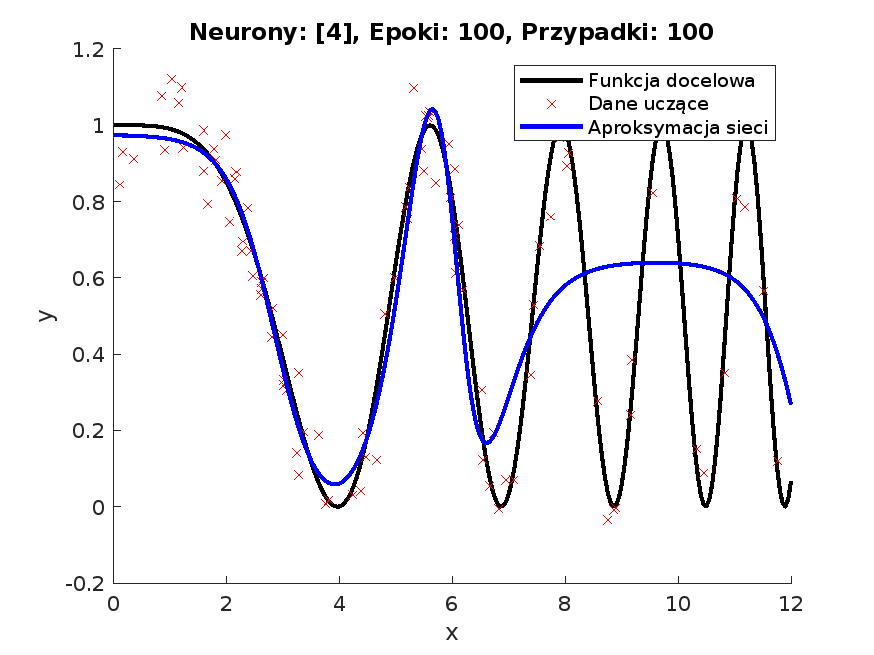 Neurony: [4], Epoki: 100, Przypadki: 100
1.2
1
0.8
0.6
0.4
0.2
0
-0.2
y
Funkcja docelowa
Dane uczące
Aproksymacja sieci
0 2 4 6 8 10 12
x